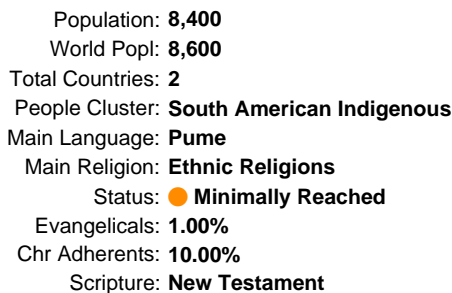 Population: 8,400
World Popl: 8,600
Total Countries: 2
People Cluster: South American Indigenous
Main Language: Pume
Main Religion: Ethnic Religions
Status: Minimally Reached
Evangelicals: 1.00%
Chr Adherents: 10.00%
Scripture: New Testament